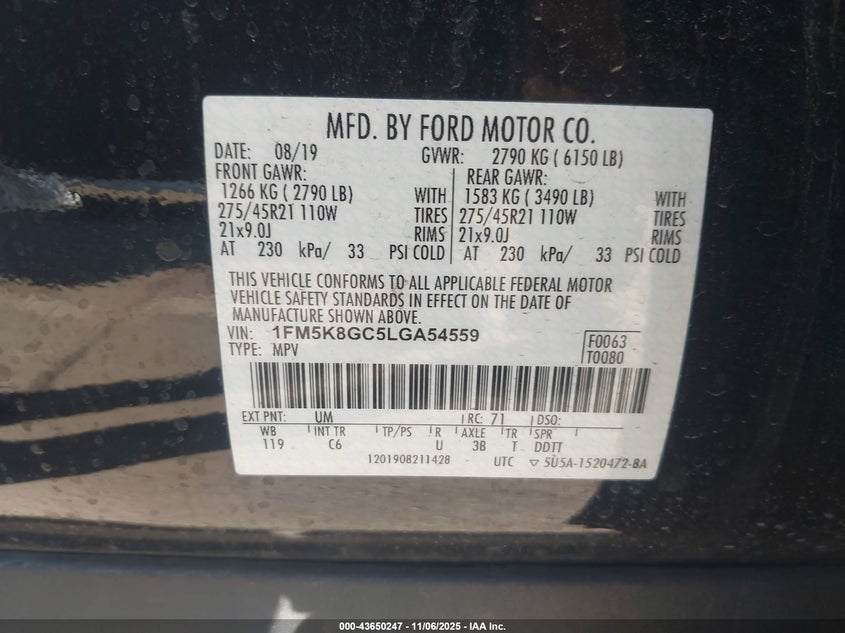 MFD. BY FORD MOTOR CO.
DATE: 08/19 GVWR: 2790 KG ( 6150 LB)
FRONT GAWR: REAR GAWR:
1266 KG ( 2790 LB) WITH 1583 KG ( 3490 LB) WITH
275/45R21 110W TIRES 275/45R21 110W TIRES
21x9.0J RIMS 21x9.0J RIMS
AT 230 kPa/ 33 PSI COLD AT 230 kPa/ 33 PSI COLD
THIS VEHICLE CONFORMS TO ALL APPLICABLE FEDERAL MOTOR
VEHICLE SAFETY STANDARDS IN EFFECT ON THE DATE OF
MANUFACTURE SHOWN ABOVE.
VIN: 1FM5K8GC5LGA54559 F0063
TYPE: MPV T0080
EXT PNT: UM RC: 71 DSO:
WB INT TR TP/PS R AXLE TR SPR
119 C6 U 3B T DDTT
1201908211428 UTC ▽ 5U5A-1520472-BA
000-43650247 - 11/06/2025 - IAA Inc.